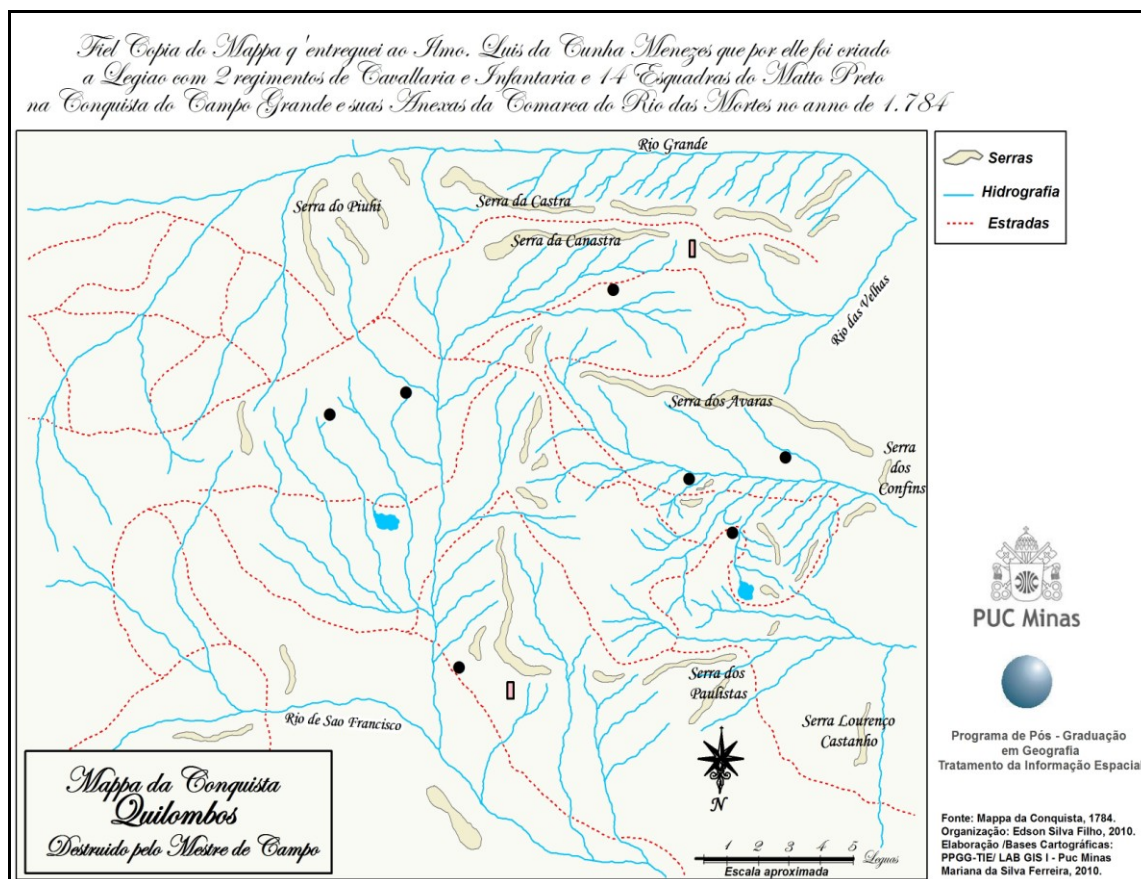 Fiel Copia do Mappa q 'entreguei ao Ilmo. Luis da Cunha Menezes que por elle foi criado
a Legiao com 2 regimentos de Cavallaria e Infantaria e 14 Esquadras do Matto Preto
na Conquista do Campo Grande e suas Anexas da Comarca do Rio das Mortes no anno de 1.784
Rio Grande
Serra do Piuhi
Serra da Castra
Serra da Canastra
Rio das Velhas
Serra dos Avaras
Serra
dos
Confins
Serra dos
Paulistas
Serra Lourenço
Castanho
Rio de Sao Francisco
N
Mappa da Conquista
Quilombos
Destruido pelo Mestre de Campo
1 2 3 4 5 Leguas
Escala aproximada
Serras
Hidrografia
Estradas
PUC Minas
Programa de Pós - Graduação
em Geografia
Tratamento da Informação Espacial
Fonte: Mappa da Conquista, 1784.
Organização: Edson Silva Filho, 2010.
Elaboração /Bases Cartográficas:
PPGG-TIE/ LAB GIS I - Puc Minas
Mariana da Silva Ferreira, 2010.